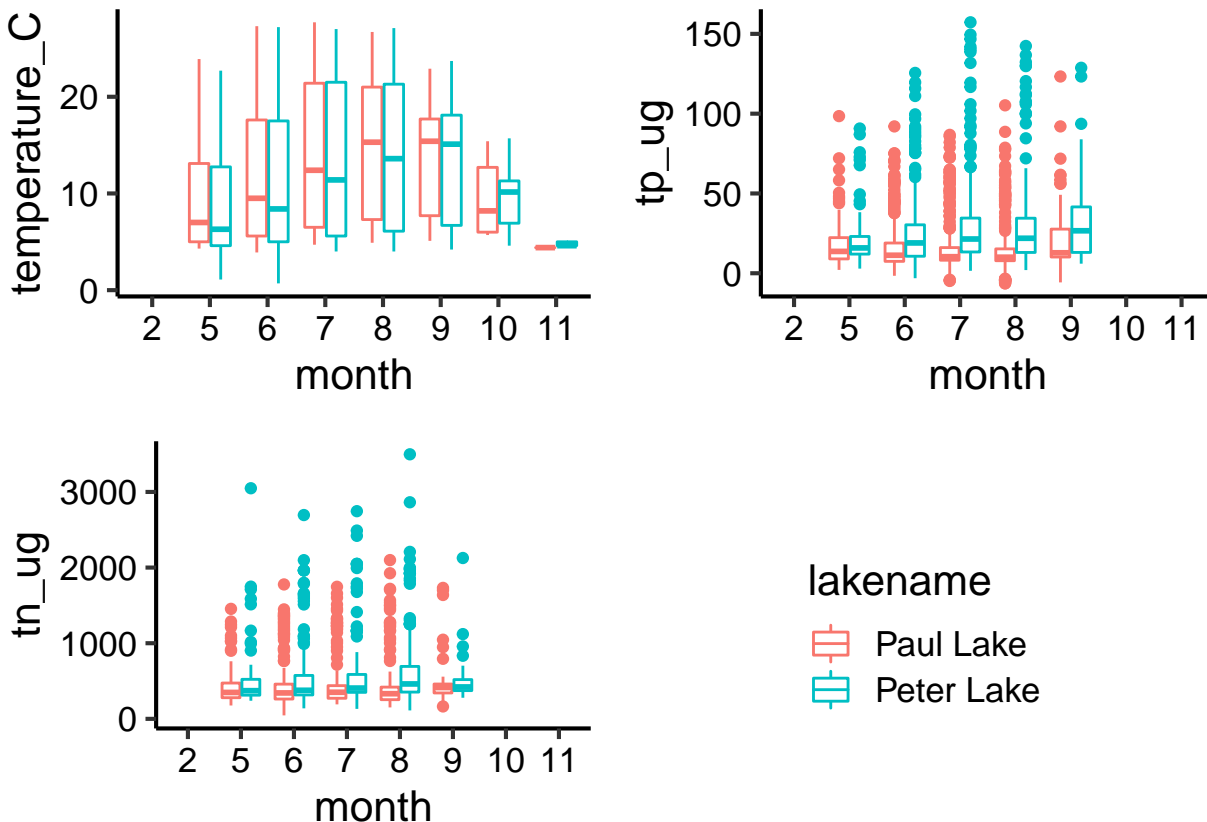 temperature_C
20
10
0
2 5 6 7 8 9 10 11
month
tp_ug
150
100
50
0
2 5 6 7 8 9 10 11
month
tn_ug
3000
2000
1000
0
2 5 6 7 8 9 10 11
month
lakename
Paul Lake
Peter Lake